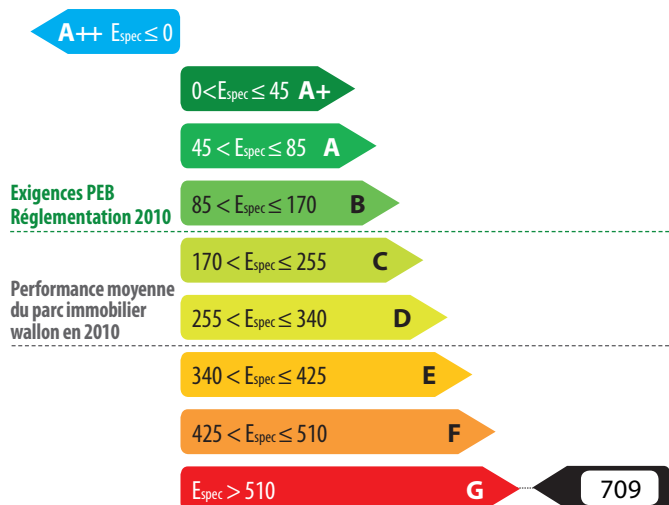 A++ Espec ≤ 0
0<Espec ≤ 45 A+
45 < Espec ≤ 85 A
Exigences PEB
Réglementation 2010
85 < Espec ≤ 170 B
170 < Espec ≤ 255 C
Performance moyenne
du parc immobilier
wallon en 2010
255 < Espec ≤ 340 D
340 < Espec ≤ 425 E
425 < Espec ≤ 510 F
Espec > 510 G 709